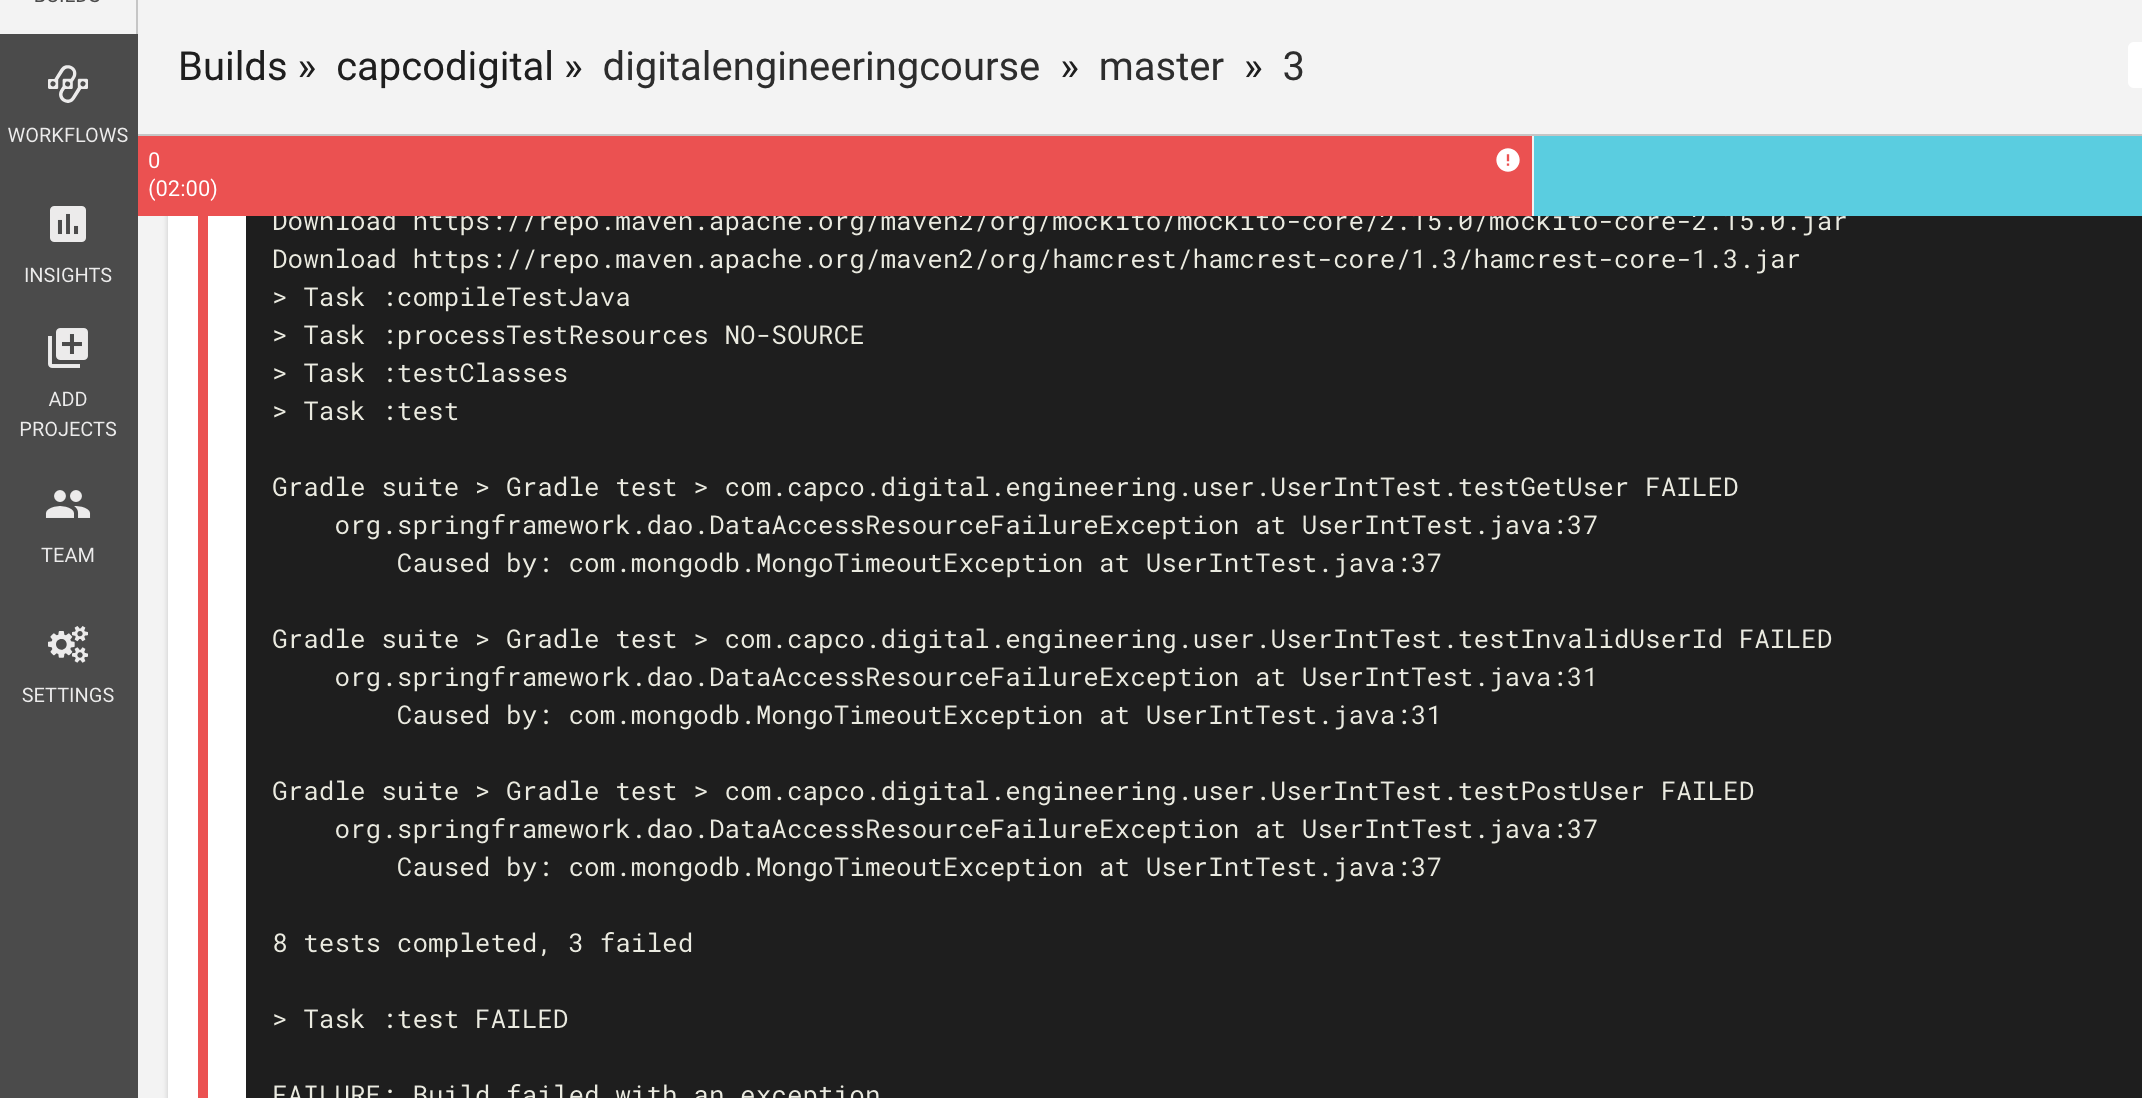 BUILDS
WORKFLOWS
INSIGHTS
ADD
PROJECTS
TEAM
SETTINGS
Builds » capcodigital » digitalengineeringcourse » master » 3
0
(02:00)
Download https://repo.maven.apache.org/maven2/org/mockito/mockito-core/2.15.0/mockito-core-2.15.0.jar
Download https://repo.maven.apache.org/maven2/org/hamcrest/hamcrest-core/1.3/hamcrest-core-1.3.jar
> Task :compileTestJava
> Task :processTestResources NO-SOURCE
> Task :testClasses
> Task :test
Gradle suite > Gradle test > com.capco.digital.engineering.user.UserIntTest.testGetUser FAILED
org.springframework.dao.DataAccessResourceFailureException at UserIntTest.java:37
Caused by: com.mongodb.MongoTimeoutException at UserIntTest.java:37
Gradle suite > Gradle test > com.capco.digital.engineering.user.UserIntTest.testInvalidUserId FAILED
org.springframework.dao.DataAccessResourceFailureException at UserIntTest.java:31
Caused by: com.mongodb.MongoTimeoutException at UserIntTest.java:31
Gradle suite > Gradle test > com.capco.digital.engineering.user.UserIntTest.testPostUser FAILED
org.springframework.dao.DataAccessResourceFailureException at UserIntTest.java:37
Caused by: com.mongodb.MongoTimeoutException at UserIntTest.java:37
8 tests completed, 3 failed
> Task :test FAILED
FAILURE: Build failed with an exception